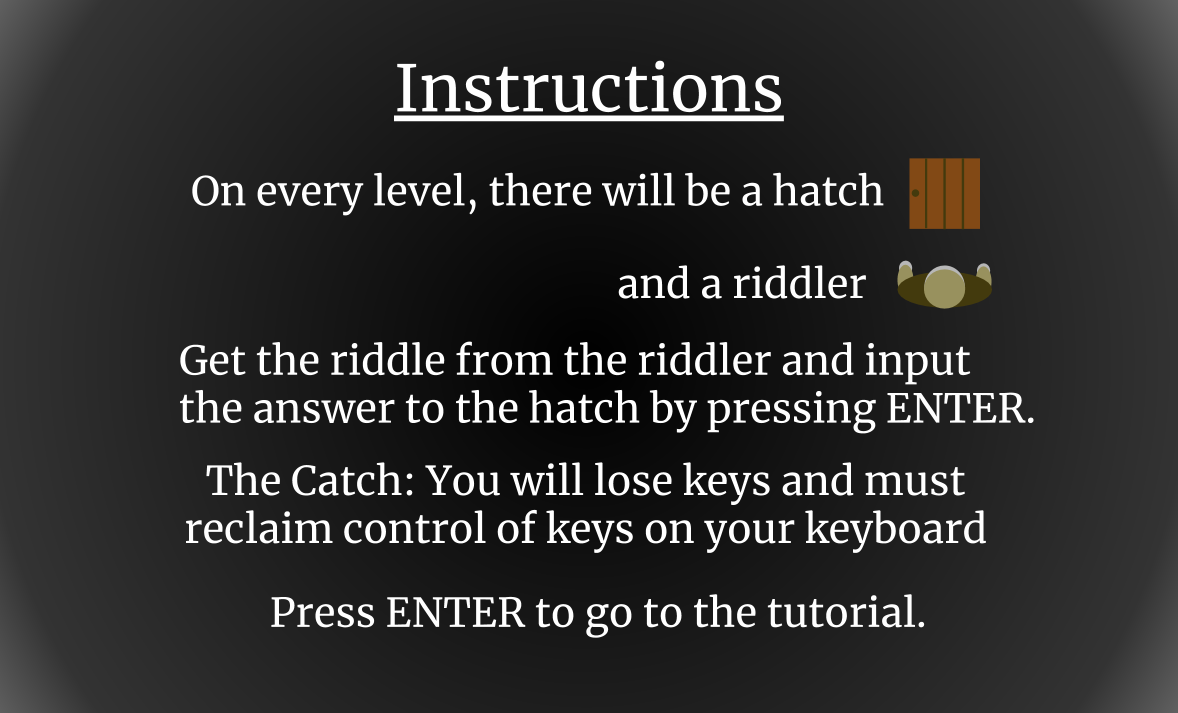 Instructions
On every level, there will be a hatch
and a riddler
Get the riddle from the riddler and input
the answer to the hatch by pressing ENTER.
The Catch: You will lose keys and must
reclaim control of keys on your keyboard
Press ENTER to go to the tutorial.